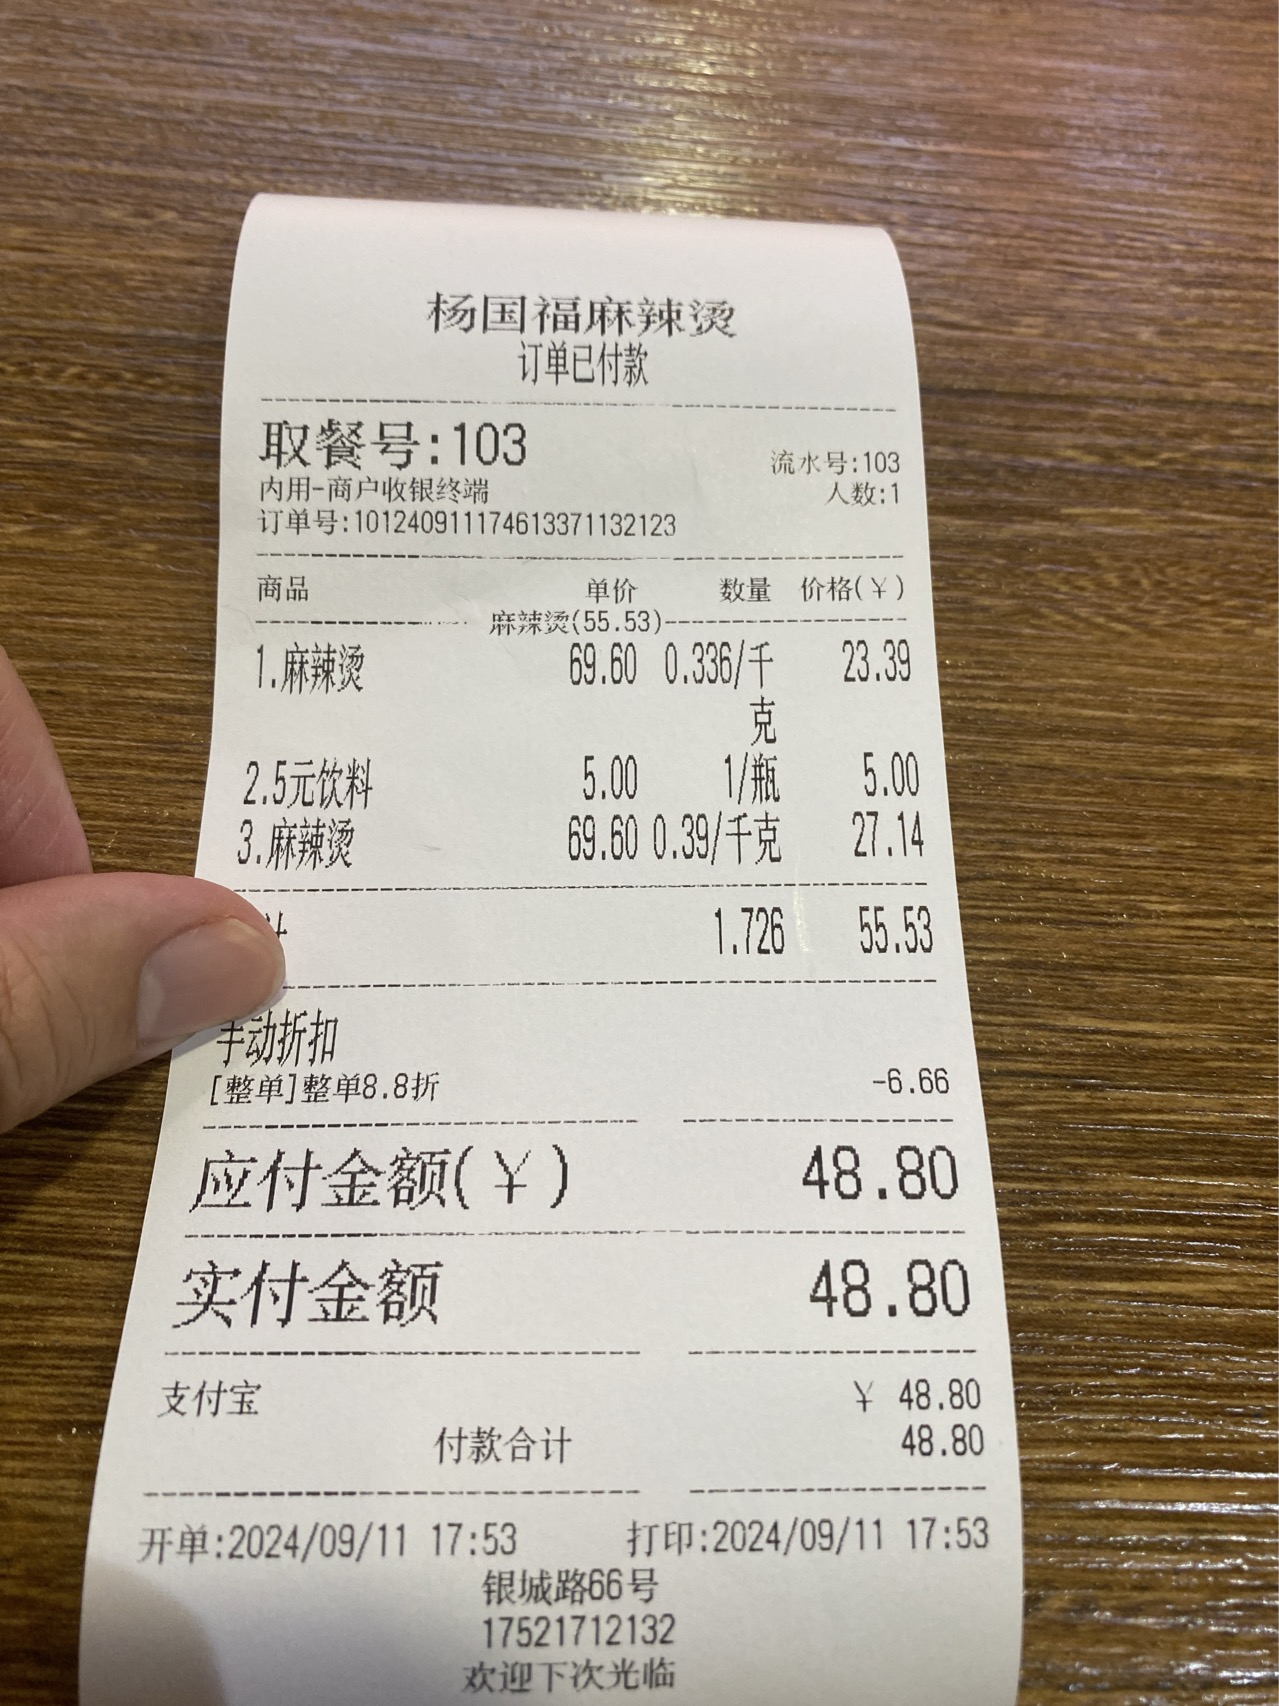 杨国福麻辣烫
订单已付款
取餐号:103
流水号:103
内用-商户收银终端 人数:1
订单号:101240911174613371132123
商品 单价 数量 价格(￥)
麻辣烫(55.53)
1.麻辣烫 69.60 0.336/千克 23.39
2.5元饮料 5.00 1/瓶 5.00
3.麻辣烫 69.60 0.39/千克 27.14
计 1.726 55.53
手动折扣
[整单]整单8.8折 -6.66
应付金额(￥) 48.80
实付金额 48.80
支付宝 ￥ 48.80
付款合计 48.80
开单:2024/09/11 17:53 打印:2024/09/11 17:53
银城路66号
17521712132
欢迎下次光临